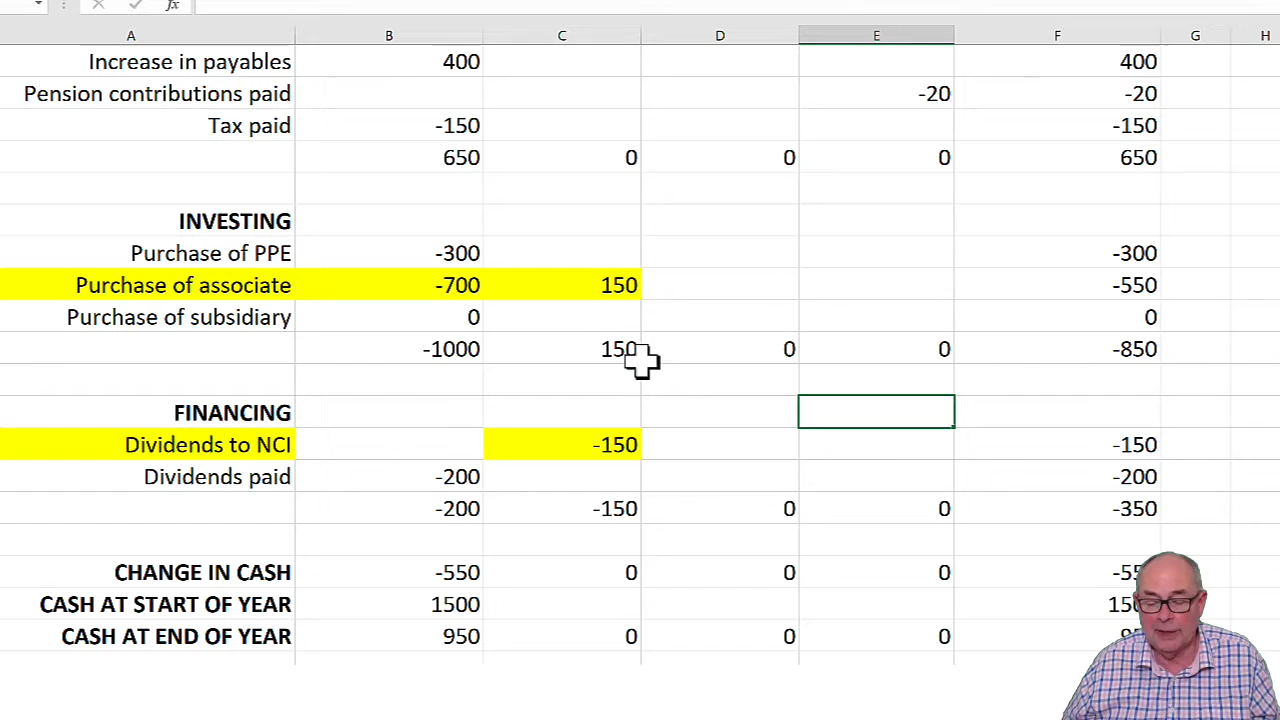 fx
A B C D E F G H
Increase in payables 400 400
Pension contributions paid -20 -20
Tax paid -150 -150
650 0 0 0 650
INVESTING
Purchase of PPE -300 -300
Purchase of associate -700 150 -550
Purchase of subsidiary 0 0
-1000 150 0 0 -850
FINANCING
Dividends to NCI -150 -150
Dividends paid -200 -200
-200 -150 0 0 -350
CHANGE IN CASH -550 0 0 0
CASH AT START OF YEAR 1500
CASH AT END OF YEAR 950 0 0 0